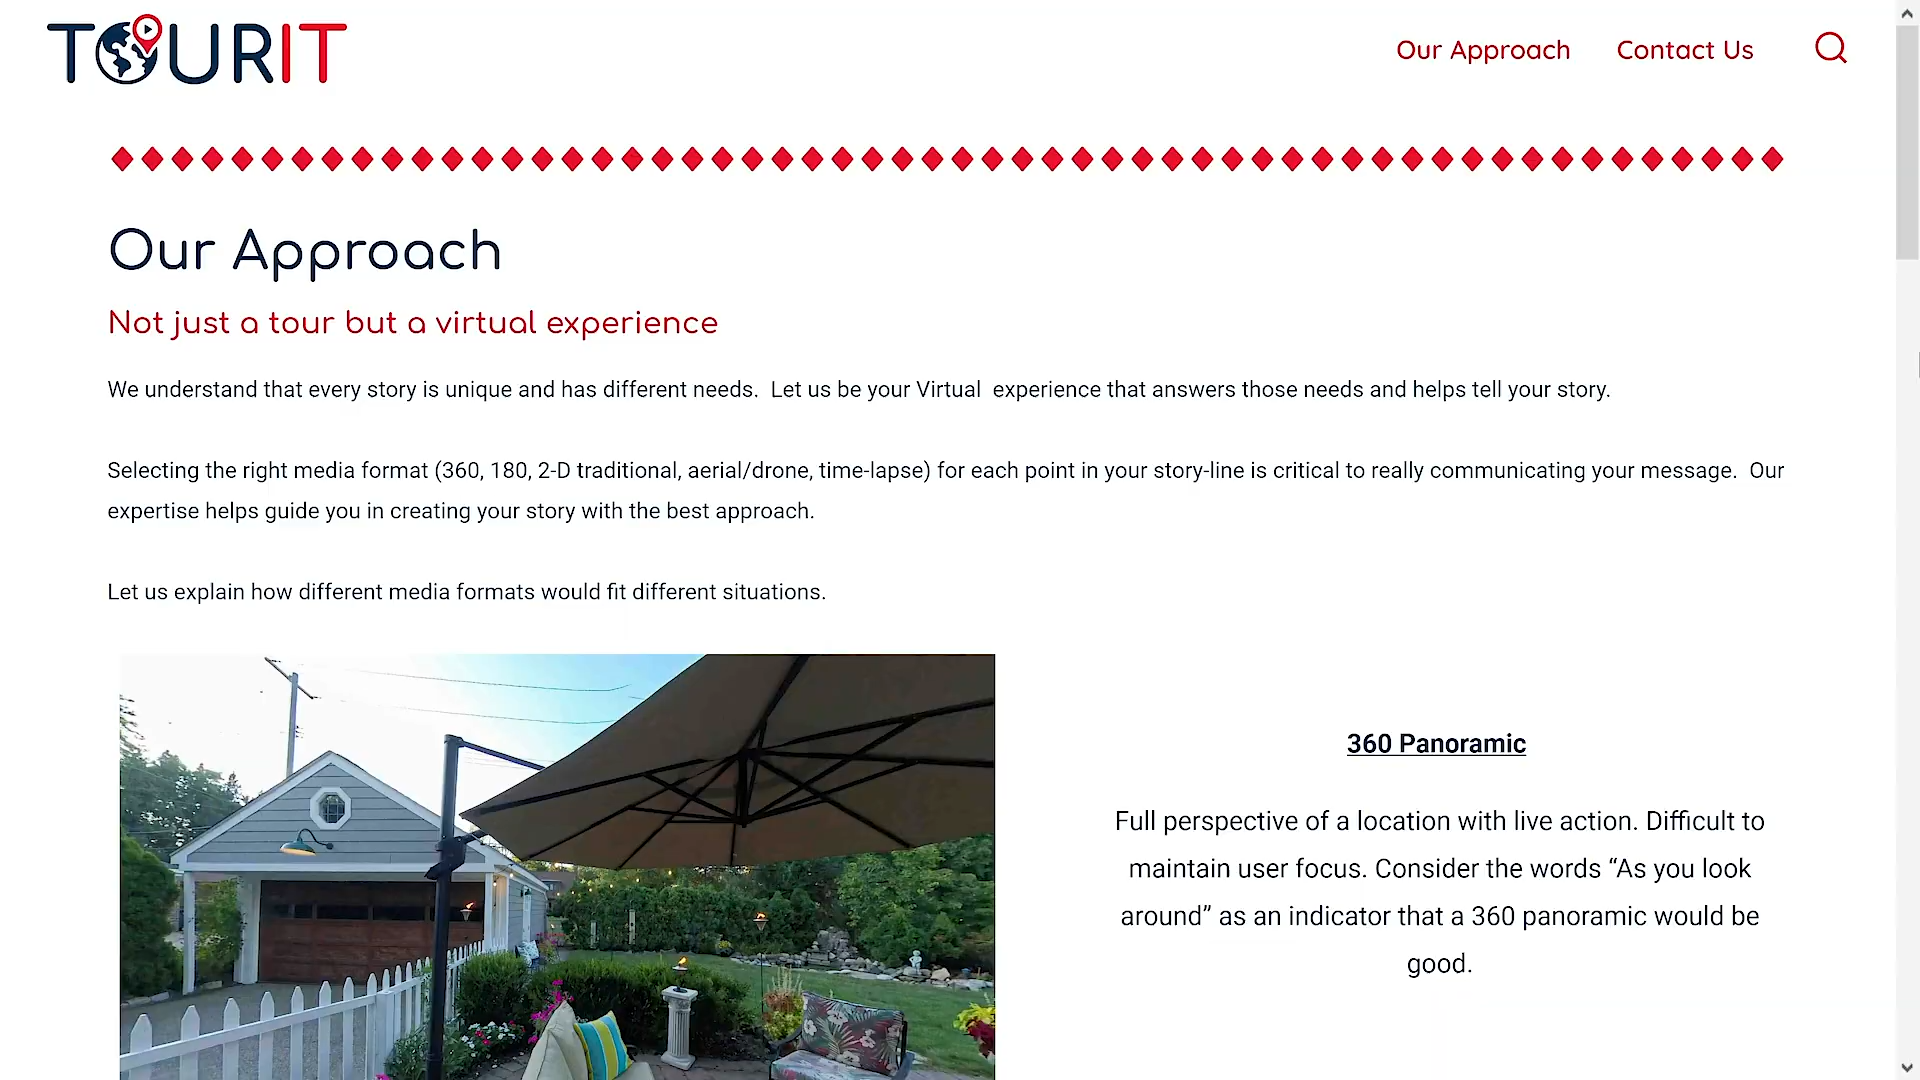 TOURIT
Our Approach
Contact Us
Our Approach
Not just a tour but a virtual experience
We understand that every story is unique and has different needs.  Let us be your Virtual  experience that answers those needs and helps tell your story.
Selecting the right media format (360, 180, 2-D traditional, aerial/drone, time-lapse) for each point in your story-line is critical to really communicating your message.  Our
expertise helps guide you in creating your story with the best approach.
Let us explain how different media formats would fit different situations.
360 Panoramic
Full perspective of a location with live action. Difficult to
maintain user focus. Consider the words “As you look
around” as an indicator that a 360 panoramic would be
good.